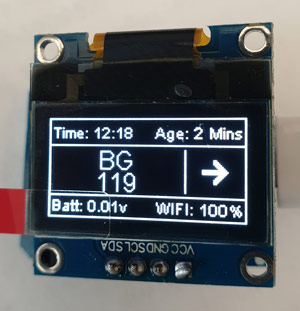 Time: 12:18 Age: 2 Mins
BG
119
Batt: 0.01v WIFI: 100%
VCC GND SCL SDA